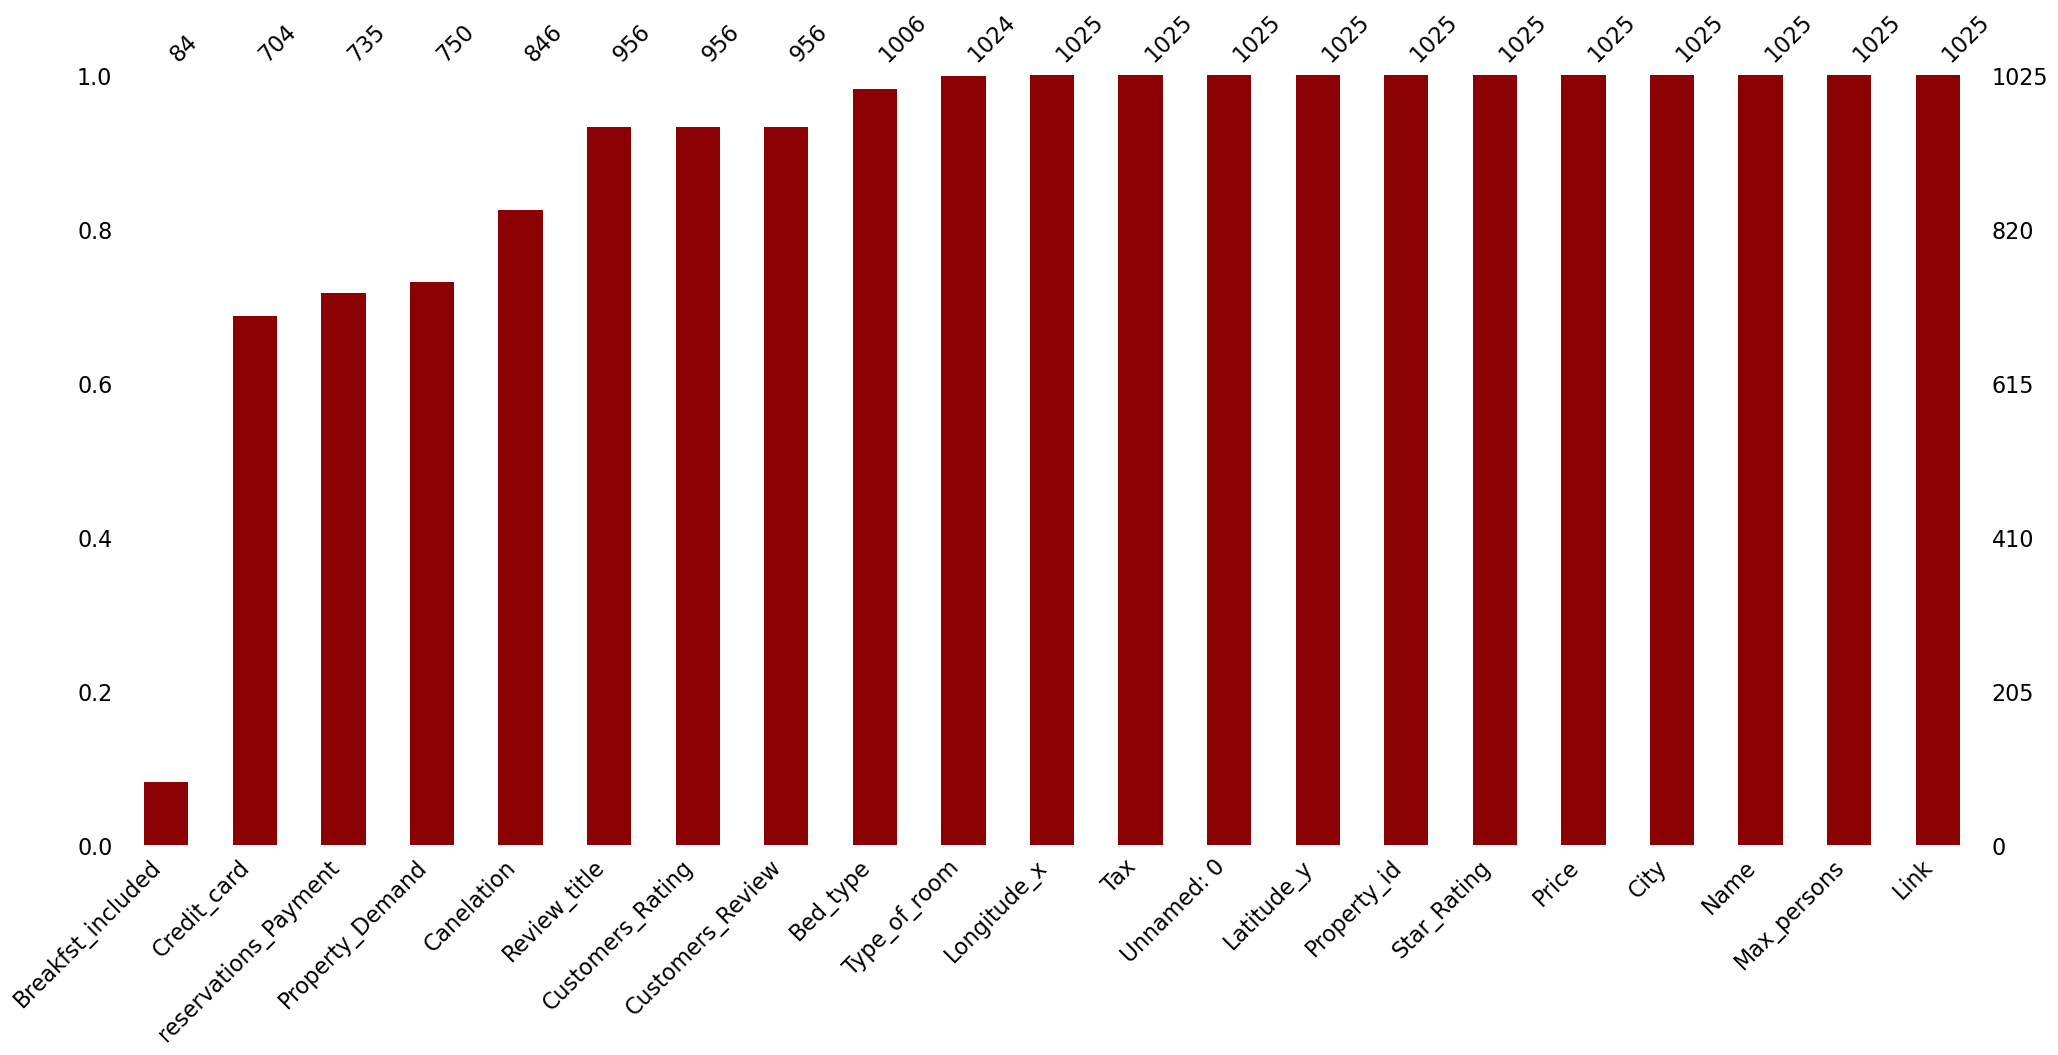 84
704
735
750
846
956
956
956
1006
1024
1025
1025
1025
1025
1025
1025
1025
1025
1025
1025
1025
1.0
0.8
0.6
0.4
0.2
0.0
1025
820
615
410
205
0
Breakfst_included
Credit_card
reservations_Payment
Property_Demand
Canelation
Review_title
Customers_Rating
Customers_Review
Bed_type
Type_of_room
Longitude_x
Tax
Unnamed: 0
Latitude_y
Property_id
Star_Rating
Price
City
Name
Max_persons
Link